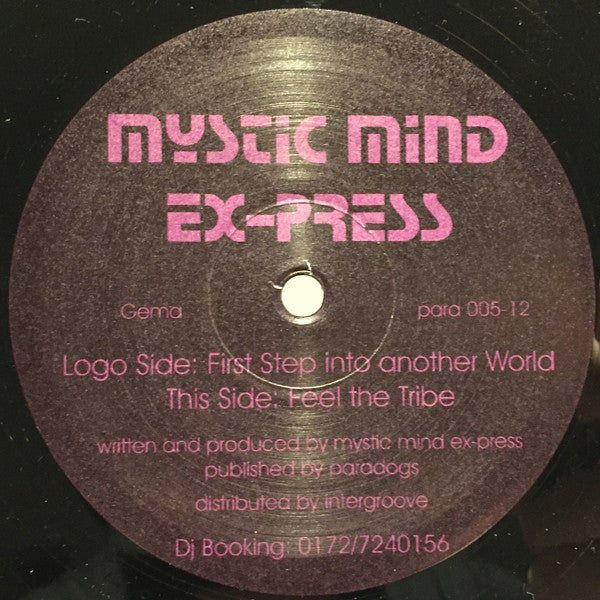 mystic mind
ex-press
Gema para 005-12
Logo Side: First Step into another World
This Side: Feel the Tribe
written and produced by mystic mind ex-press
published by paradogs
distributed by intergroove
Dj Booking: 0172/7240156